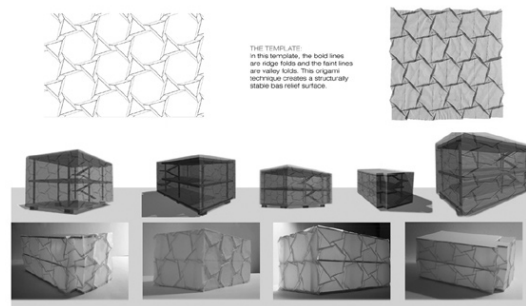 THE TEMPLATE:
In this template, the bold lines
are ridge folds and the faint lines
are valley folds. This origami
technique creates a structurally
stable bas relief surface.